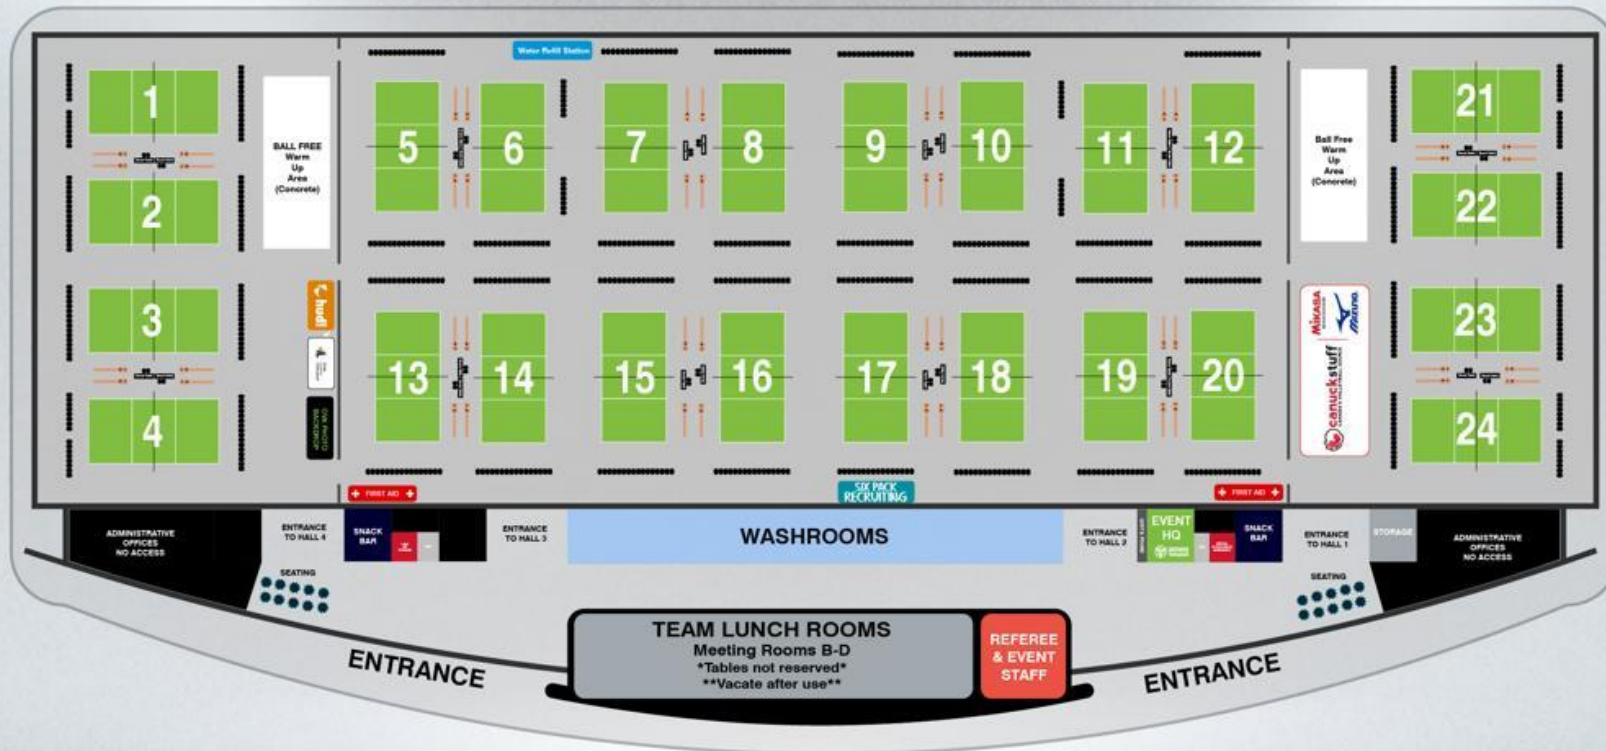 Water Refill Station
1
2
3
4
BALL FREE
Warm
Up
Area
(Concrete)
hudl
OVA PHOTO
BACKDROP
5
6
7
8
9
10
11
12
13
14
15
16
17
18
19
20
Ball Free
Warm
Up
Area
(Concrete)
MIKASA
MIZUNO
canuckstuff
21
22
23
24
FIRST AID
SIX PACK
RECRUITING
FIRST AID
ADMINISTRATIVE
OFFICES
NO ACCESS
ENTRANCE
TO HALL 4
SNACK
BAR
ENTRANCE
TO HALL 3
WASHROOMS
ENTRANCE
TO HALL 2
EVENT
HQ
SNACK
BAR
ENTRANCE
TO HALL 1
STORAGE
ADMINISTRATIVE
OFFICES
NO ACCESS
SEATING
SEATING
TEAM LUNCH ROOMS
Meeting Rooms B-D
*Tables not reserved*
**Vacate after use**
REFEREE
& EVENT
STAFF
ENTRANCE
ENTRANCE